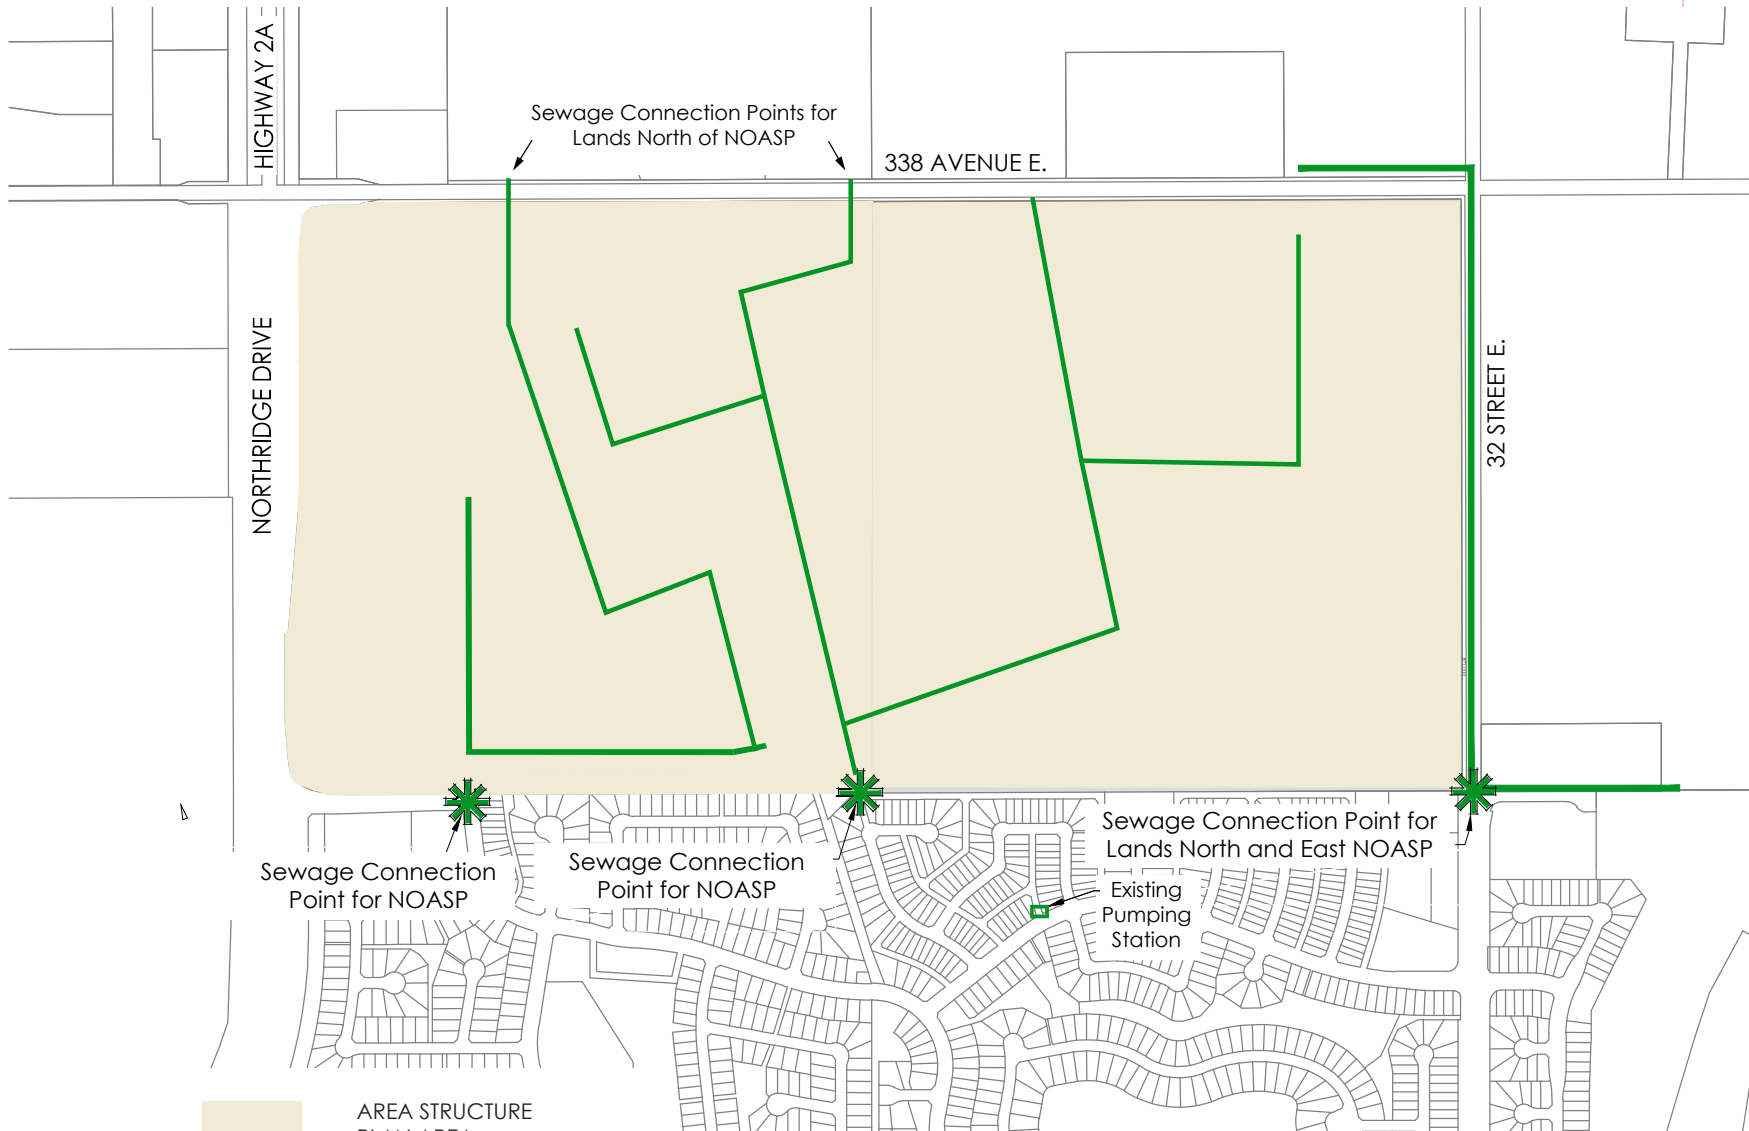 HIGHWAY 2A
Sewage Connection Points for
Lands North of NOASP
338 AVENUE E.
NORTHRIDGE DRIVE
32 STREET E.
Sewage Connection
Point for NOASP
Sewage Connection
Point for NOASP
Sewage Connection Point for
Lands North and East NOASP
Existing
Pumping
Station
AREA STRUCTURE
PLAN AREA